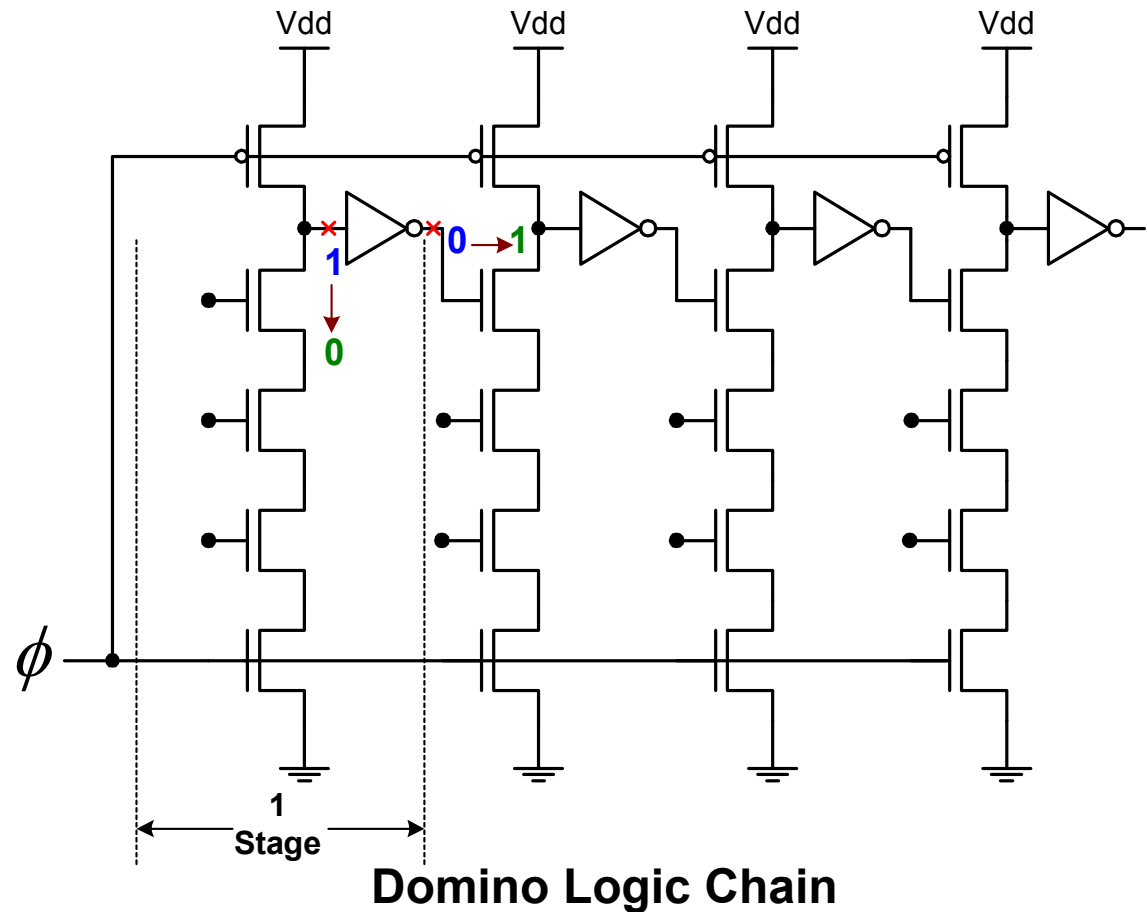 Vdd Vdd Vdd Vdd
0 → 1
1
0
ϕ
1
Stage
Domino Logic Chain